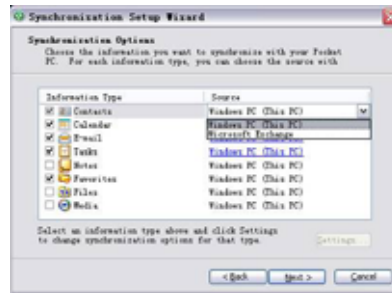 Synchronization Setup Wizard
Synchronization Options
Choose the information you want to synchronize with your Pocket
PC. For each information type, you can choose the source with
Information Type Source
Contacts Windows PC (This PC)
Calendar Windows PC (This PC)
E-mail Microsoft Exchange
Tasks Windows PC (This PC)
Notes Windows PC (This PC)
Favorites Windows PC (This PC)
Files Windows PC (This PC)
Media Windows PC (This PC)
Select an information type above and click Settings
to change synchronization options for that type.
Settings...
< Back Next > Cancel